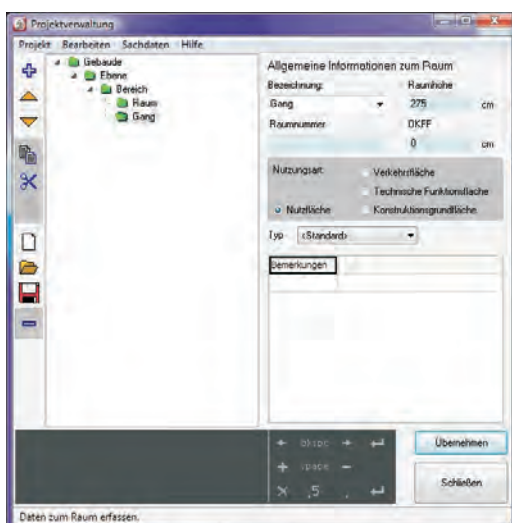 Projektverwaltung
Projekt Bearbeiten Sachdaten Hilfe
Gebaude
Ebene
Bereich
Raum
Gang
Allgemeine Informationen zum Raum
Bezeichnung: Raumhöhe
Gang 275 cm
Raumnummer OKFF
0 cm
Nutzungsart: Verkehrsfläche
Technische Funktionsfläche
Nutzfläche Konstruktionsgrundfläche
Typ <Standard>
Bemerkungen
space
.5
Übernehmen
Schließen
Daten zum Raum erfassen.